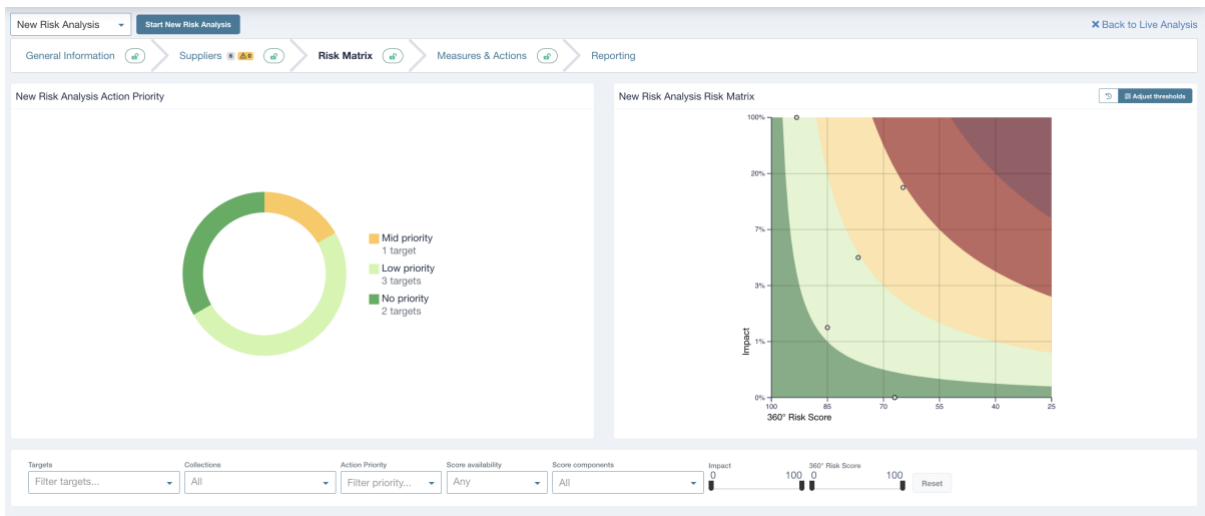 New Risk Analysis Start New Risk Analysis Back to Live Analysis
General Information Suppliers Risk Matrix Measures & Actions Reporting
New Risk Analysis Action Priority
Mid priority
1 target
Low priority
3 targets
No priority
2 targets
New Risk Analysis Risk Matrix Adjust thresholds
100%
20%
7%
3%
1%
0%
Impact
100 85 70 55 40 25
360° Risk Score
Targets Collections Action Priority Score availability Score components Impact 360° Risk Score
Filter targets... All Filter priority... Any All 0 100 0 100 Reset